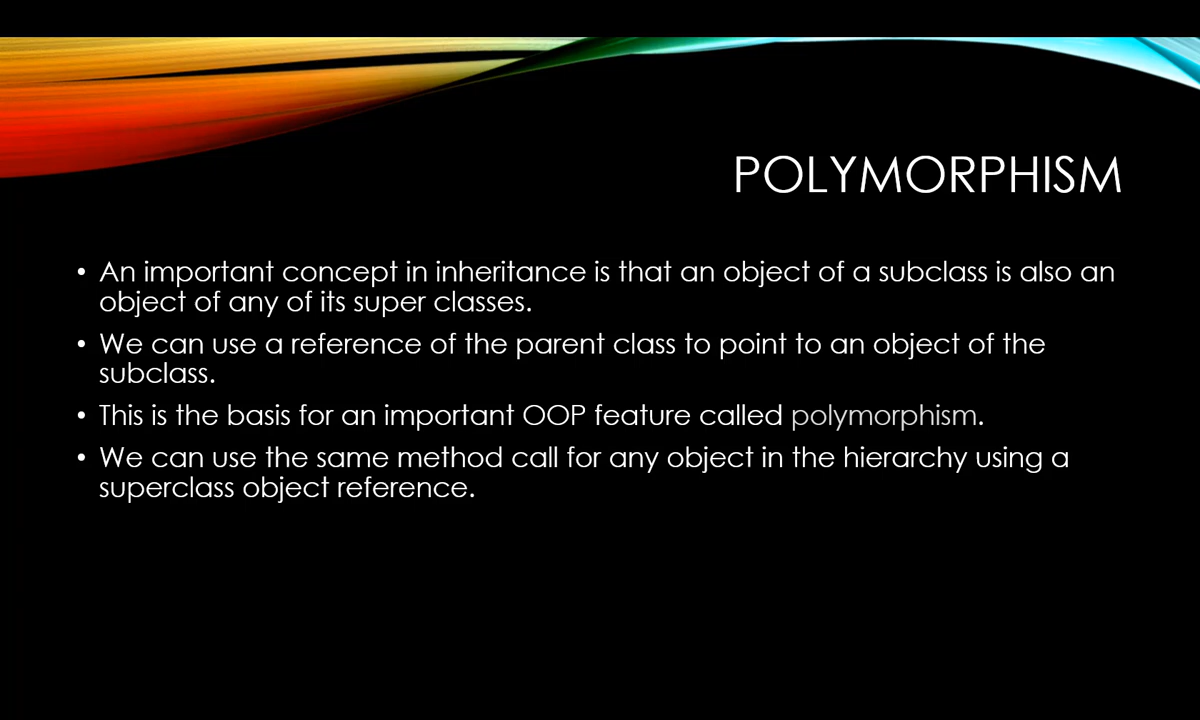 POLYMORPHISM
• An important concept in inheritance is that an object of a subclass is also an
object of any of its super classes.
• We can use a reference of the parent class to point to an object of the
subclass.
• This is the basis for an important OOP feature called polymorphism.
• We can use the same method call for any object in the hierarchy using a
superclass object reference.